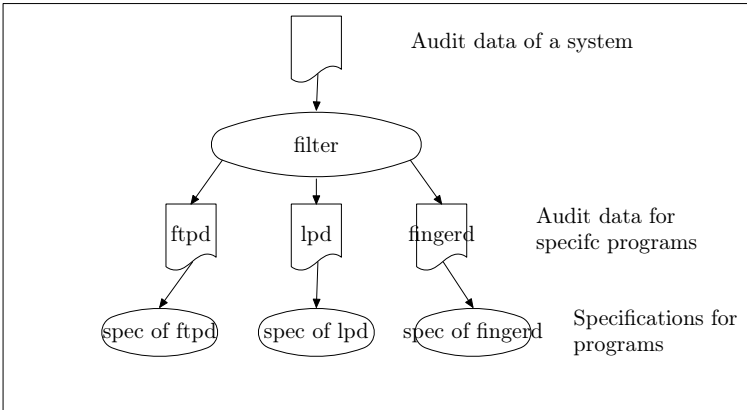 Audit data of a system
filter
ftpd
lpd
fingerd
Audit data for
specifc programs
spec of ftpd
spec of lpd
spec of fingerd
Specifications for
programs